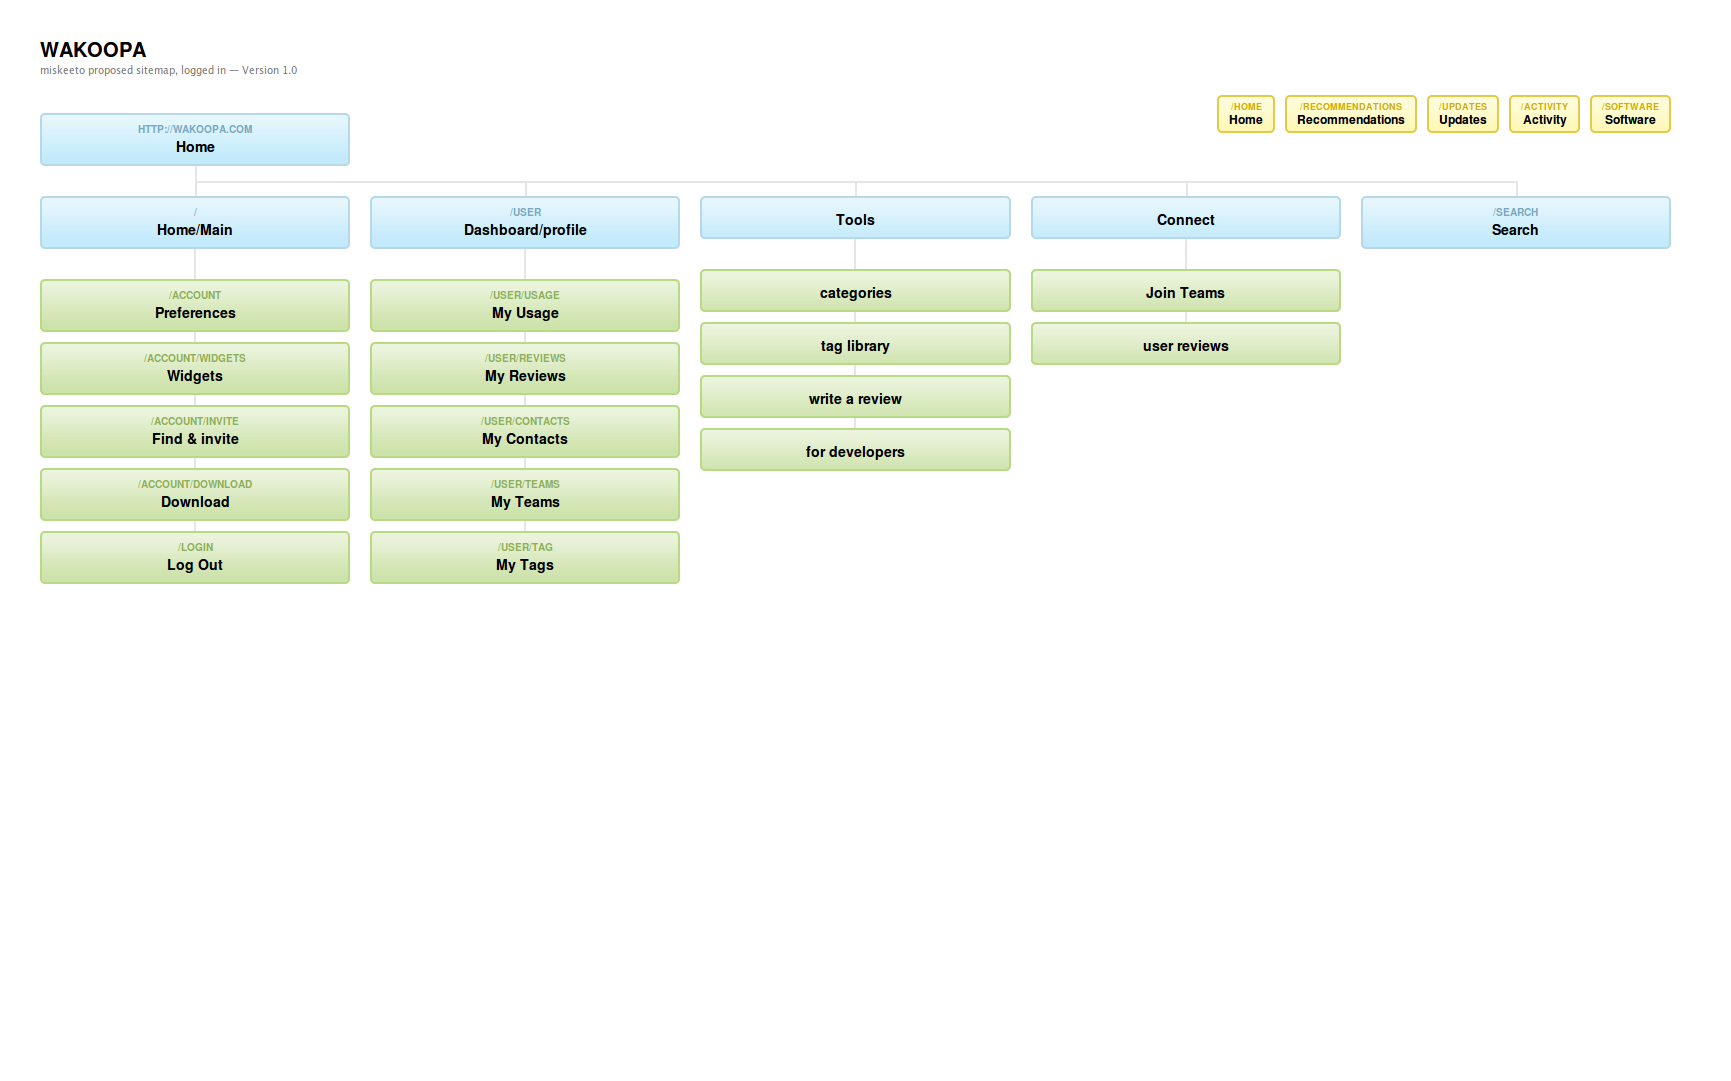 WAKOOPA
miskeeto proposed sitemap, logged in — Version 1.0
/HOME
Home
/RECOMMENDATIONS
Recommendations
/UPDATES
Updates
/ACTIVITY
Activity
/SOFTWARE
Software
HTTP://WAKOOPA.COM
Home
/
Home/Main
/ACCOUNT
Preferences
/ACCOUNT/WIDGETS
Widgets
/ACCOUNT/INVITE
Find & invite
/ACCOUNT/DOWNLOAD
Download
/LOGIN
Log Out
/USER
Dashboard/profile
/USER/USAGE
My Usage
/USER/REVIEWS
My Reviews
/USER/CONTACTS
My Contacts
/USER/TEAMS
My Teams
/USER/TAG
My Tags
Tools
categories
tag library
write a review
for developers
Connect
Join Teams
user reviews
/SEARCH
Search